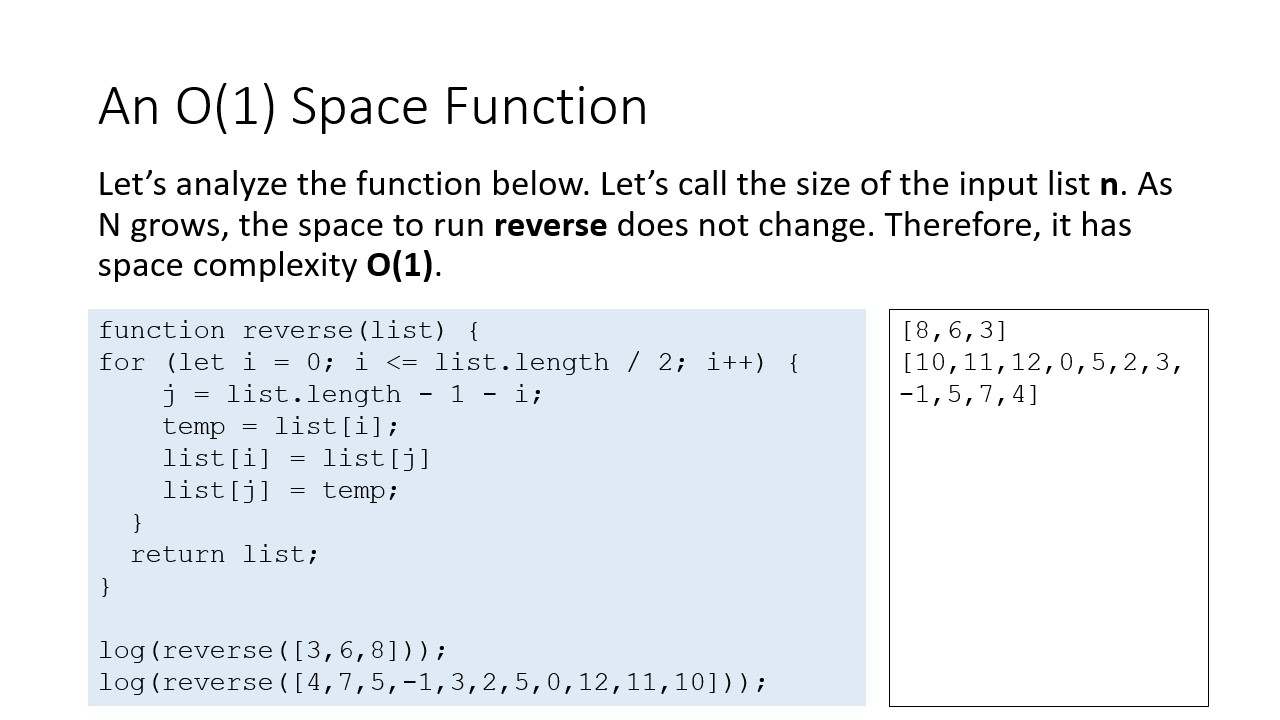 An O(1) Space Function
Let’s analyze the function below. Let’s call the size of the input list n. As
N grows, the space to run reverse does not change. Therefore, it has
space complexity O(1).
function reverse(list) {
for (let i = 0; i <= list.length / 2; i++) {
    j = list.length - 1 - i;
    temp = list[i];
    list[i] = list[j]
    list[j] = temp;
  }
  return list;
}

log(reverse([3,6,8]));
log(reverse([4,7,5,-1,3,2,5,0,12,11,10]));
[8,6,3]
[10,11,12,0,5,2,3,
-1,5,7,4]